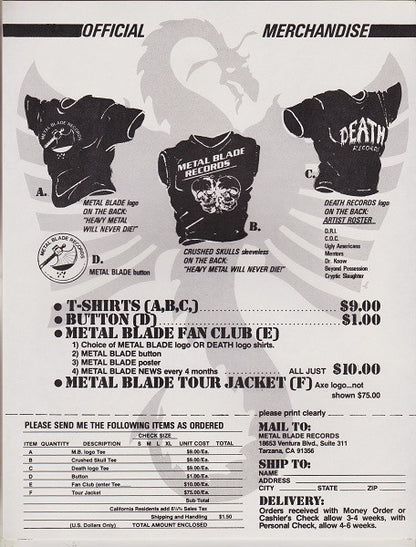 OFFICIAL MERCHANDISE
METAL BLADE RECORDS
METAL BLADE
RECORDS
DEATH
RECORDS
A.
B.
C.
METAL BLADE logo
ON THE BACK:
"HEAVY METAL
WILL NEVER DIE!"
METAL BLADE RECORDS
D.
METAL BLADE button
CRUSHED SKULLS sleeveless
ON THE BACK:
"HEAVY METAL WILL NEVER DIE!"
DEATH RECORDS logo
ON THE BACK:
ARTIST ROSTER
D.R.I.
C.O.C.
Ugly Americans
Mentors
Dr. Know
Beyond Possession
Cryptic Slaughter
● T-SHIRTS (A,B,C,) $9.00
● BUTTON (D) $1.00
● METAL BLADE FAN CLUB (E)
1) Choice of METAL BLADE logo OR DEATH logo shirts.
2) METAL BLADE button
3) METAL BLADE poster
4) METAL BLADE NEWS every 4 months ALL JUST $10.00
● METAL BLADE TOUR JACKET (F) Axe logo...not
shown $75.00
please print clearly
PLEASE SEND ME THE FOLLOWING ITEMS AS ORDERED
CHECK SIZE
ITEM QUANTITY DESCRIPTION S M L XL UNIT COST TOTAL
A M.B. logo Tee $9.00/Ea.
B Crushed Skull Tee $9.00/Ea.
C Death logo Tee $9.00/Ea.
D Button $1.00/Ea.
E Fan Club (enter Tee $10.00/Ea.
F Tour Jacket $75.00/Ea.
Sub Total
California Residents add 6½% Sales Tax
Shipping and Handling $1.50
(U.S. Dollars Only) TOTAL AMOUNT ENCLOSED
MAIL TO:
METAL BLADE RECORDS
18653 Ventura Blvd., Suite 311
Tarzana, CA 91356
SHIP TO:
NAME
ADDRESS
CITY STATE ZIP
DELIVERY:
Orders received with Money Order or
Cashier's Check allow 3-4 weeks, with
Personal Check, allow 4-6 weeks.